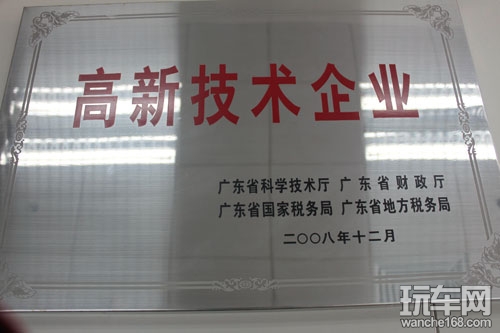 高新技术企业
广东省科学技术厅 广东省财政厅
广东省国家税务局 广东省地方税务局
二〇〇八年十二月
玩车网
wanche168.com